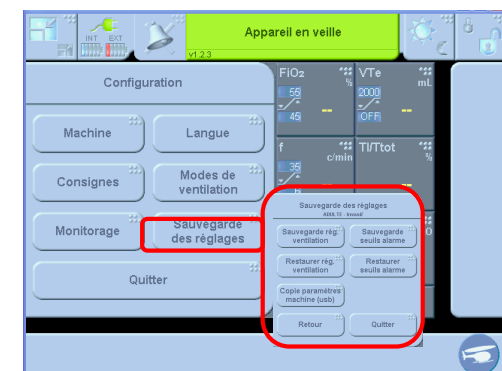 INT EXT
Appareil en veille
v1.2.3
Configuration
Machine
Langue
Consignes
Modes de
ventilation
Monitorage
Sauvegarde
des réglages
Quitter
FiO2
%
55
45
--
VTe
mL
2000
OFF
--
f
c/min
35
--
TI/Ttot
%
--
Sauvegarde des réglages
Sauvegarde rég.
ventilation
Sauvegarde
seuils alarme
Restaurer rég.
ventilation
Restaurer
seuils alarme
Copie paramètres
machine (usb)
Retour
Quitter